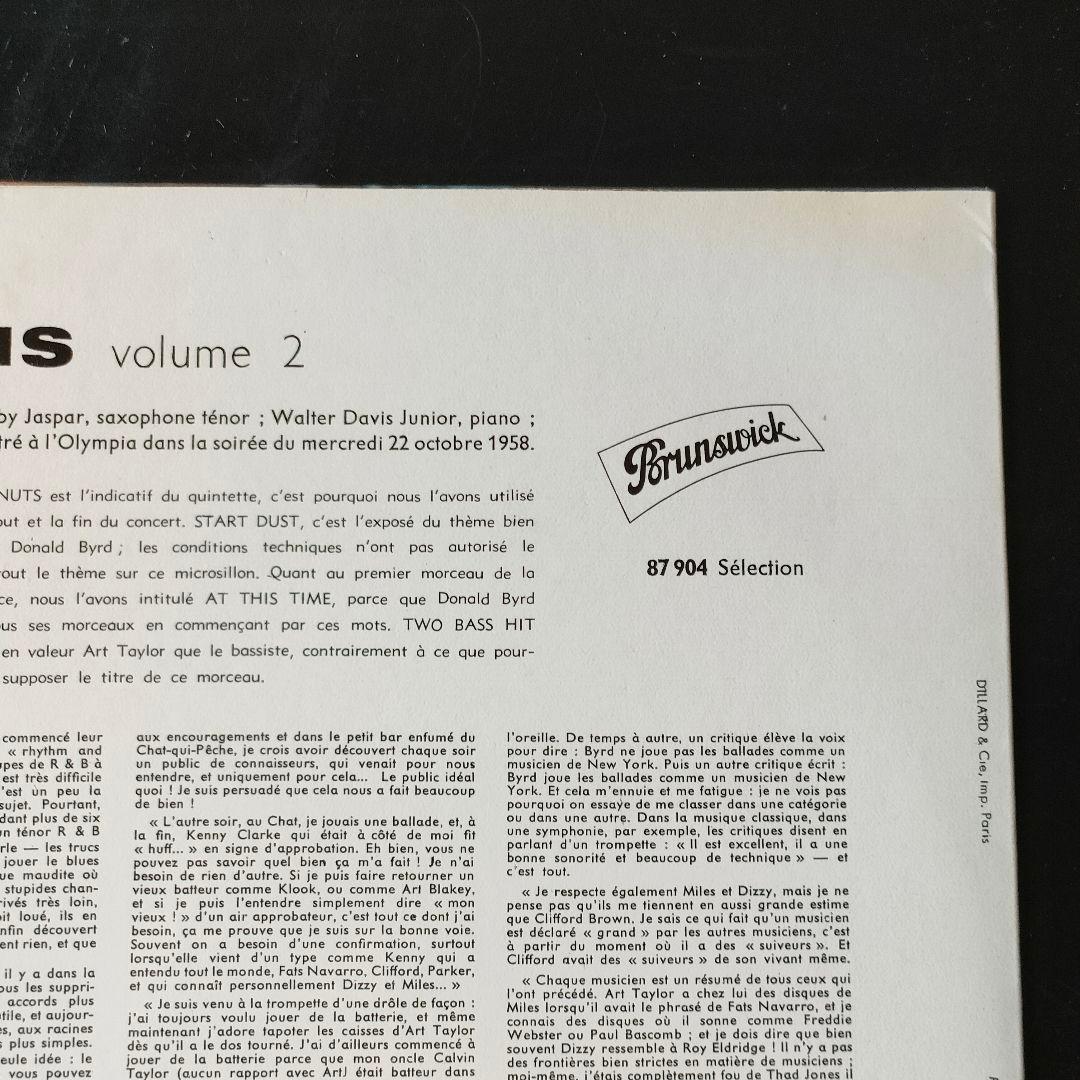 us volume 2
by Jaspar, saxophone ténor ; Walter Davis Junior, piano ;
tré à l'Olympia dans la soirée du mercredi 22 octobre 1958.
NUTS est l'indicatif du quintette, c'est pourquoi nous l'avons utilisé
out et la fin du concert. START DUST, c'est l'exposé du thème bien
Donald Byrd ; les conditions techniques n'ont pas autorisé le
tout le thème sur ce microsillon. Quant au premier morceau de la
ce, nous l'avons intitulé AT THIS TIME, parce que Donald Byrd
us ses morceaux en commençant par ces mots. TWO BASS HIT
en valeur Art Taylor que le bassiste, contrairement à ce que pour-
supposer le titre de ce morceau.
Brunswick
87 904 Sélection
commencé leur
« rhythm and
upes de R & B à
est très difficile
'est un peu la
sujet. Pourtant,
dant plus de six
un ténor R & B
rle — les trucs
jouer le blues
ue maudite où
stupides chan-
rivés très loin,
oit loué, ils en
nfin découvert
ent rien, et que
il y a dans la
ous les suppri-
accords plus
utile, et aujour-
es, aux racines
s plus simples.
eule idée : le
vous pouvez
aux encouragements et dans le petit bar enfumé du
Chat-qui-Pêche, je crois avoir découvert chaque soir
un public de connaisseurs, qui venait pour nous
entendre, et uniquement pour cela... Le public idéal
quoi ! Je suis persuadé que cela nous a fait beaucoup
de bien !
« L'autre soir, au Chat, je jouais une ballade, et, à
la fin, Kenny Clarke qui était à côté de moi fit
« huff... » en signe d'approbation. Eh bien, vous ne
pouvez pas savoir quel bien ça m'a fait ! Je n'ai
besoin de rien d'autre. Si je puis faire retourner un
vieux batteur comme Klook, ou comme Art Blakey,
et si je puis l'entendre simplement dire « mon
vieux ! » d'un air approbateur, c'est tout ce dont j'ai
besoin, ça me prouve que je suis sur la bonne voie.
Souvent on a besoin d'une confirmation, surtout
lorsqu'elle vient d'un type comme Kenny qui a
entendu tout le monde, Fats Navarro, Clifford, Parker,
et qui connaît personnellement Dizzy et Miles... »
« Je suis venu à la trompette d'une drôle de façon :
j'ai toujours voulu jouer de la batterie, et même
maintenant j'adore tapoter les caisses d'Art Taylor
dès qu'il a le dos tourné. J'ai d'ailleurs commencé à
jouer de la batterie parce que mon oncle Calvin
Taylor (aucun rapport avec Art) était batteur dans
l'oreille. De temps à autre, un critique élève la voix
pour dire : Byrd ne joue pas les ballades comme un
musicien de New York. Puis un autre critique écrit :
Byrd joue les ballades comme un musicien de New
York. Et cela m'ennuie et me fatigue : je ne vois pas
pourquoi on essaye de me classer dans une catégorie
ou dans une autre. Dans la musique classique, dans
une symphonie, par exemple, les critiques disent en
parlant d'un trompette : « Il est excellent, il a une
bonne sonorité et beaucoup de technique » — et
c'est tout.
« Je respecte également Miles et Dizzy, mais je ne
pense pas qu'ils me tiennent en aussi grande estime
que Clifford Brown. Je sais ce qui fait qu'un musicien
est déclaré « grand » par les autres musiciens, c'est
à partir du moment où il a des « suiveurs ». Et
Clifford avait des « suiveurs » de son vivant même.
« Chaque musicien est un résumé de tous ceux qui
l'ont précédé. Art Taylor a chez lui des disques de
Miles lorsqu'il avait le phrasé de Fats Navarro, et je
connais des disques où il sonne comme Freddie
Webster ou Paul Bascomb ; et je dois dire que bien
souvent Dizzy ressemble à Roy Eldridge ! Il n'y a pas
des frontières bien strictes en matière de musiciens ;
moi-même, j'étais complètement fou de Thad Jones il
DILLARD & Cie, Imp. Paris